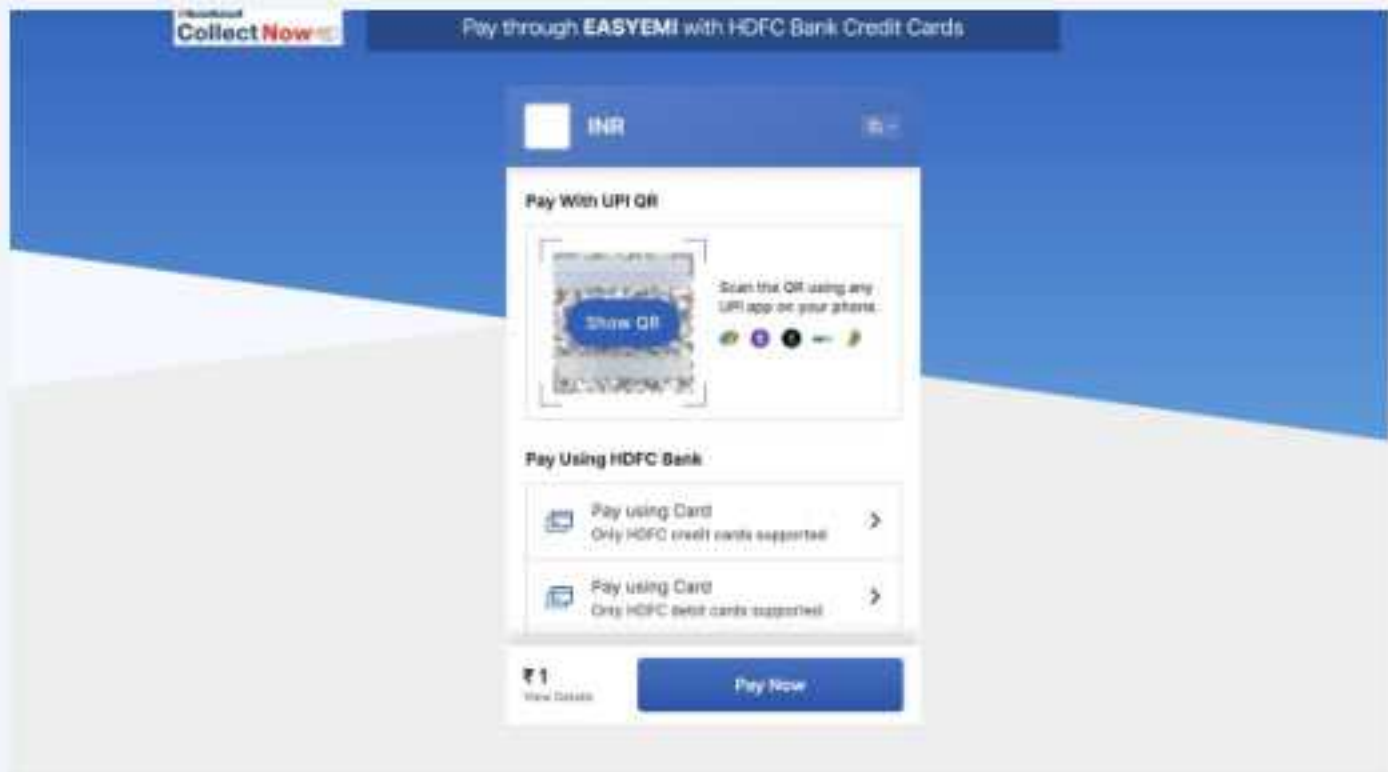 Collect Now
Pay through EASYEMI with HDFC Bank Credit Cards
INR
Pay With UPI QR
Show QR
Scan the QR using any
UPI app on your phone.
Pay Using HDFC Bank
Pay using Card
Only HDFC credit cards supported
Pay using Card
Only HDFC debit cards supported
₹ 1
View Details
Pay Now